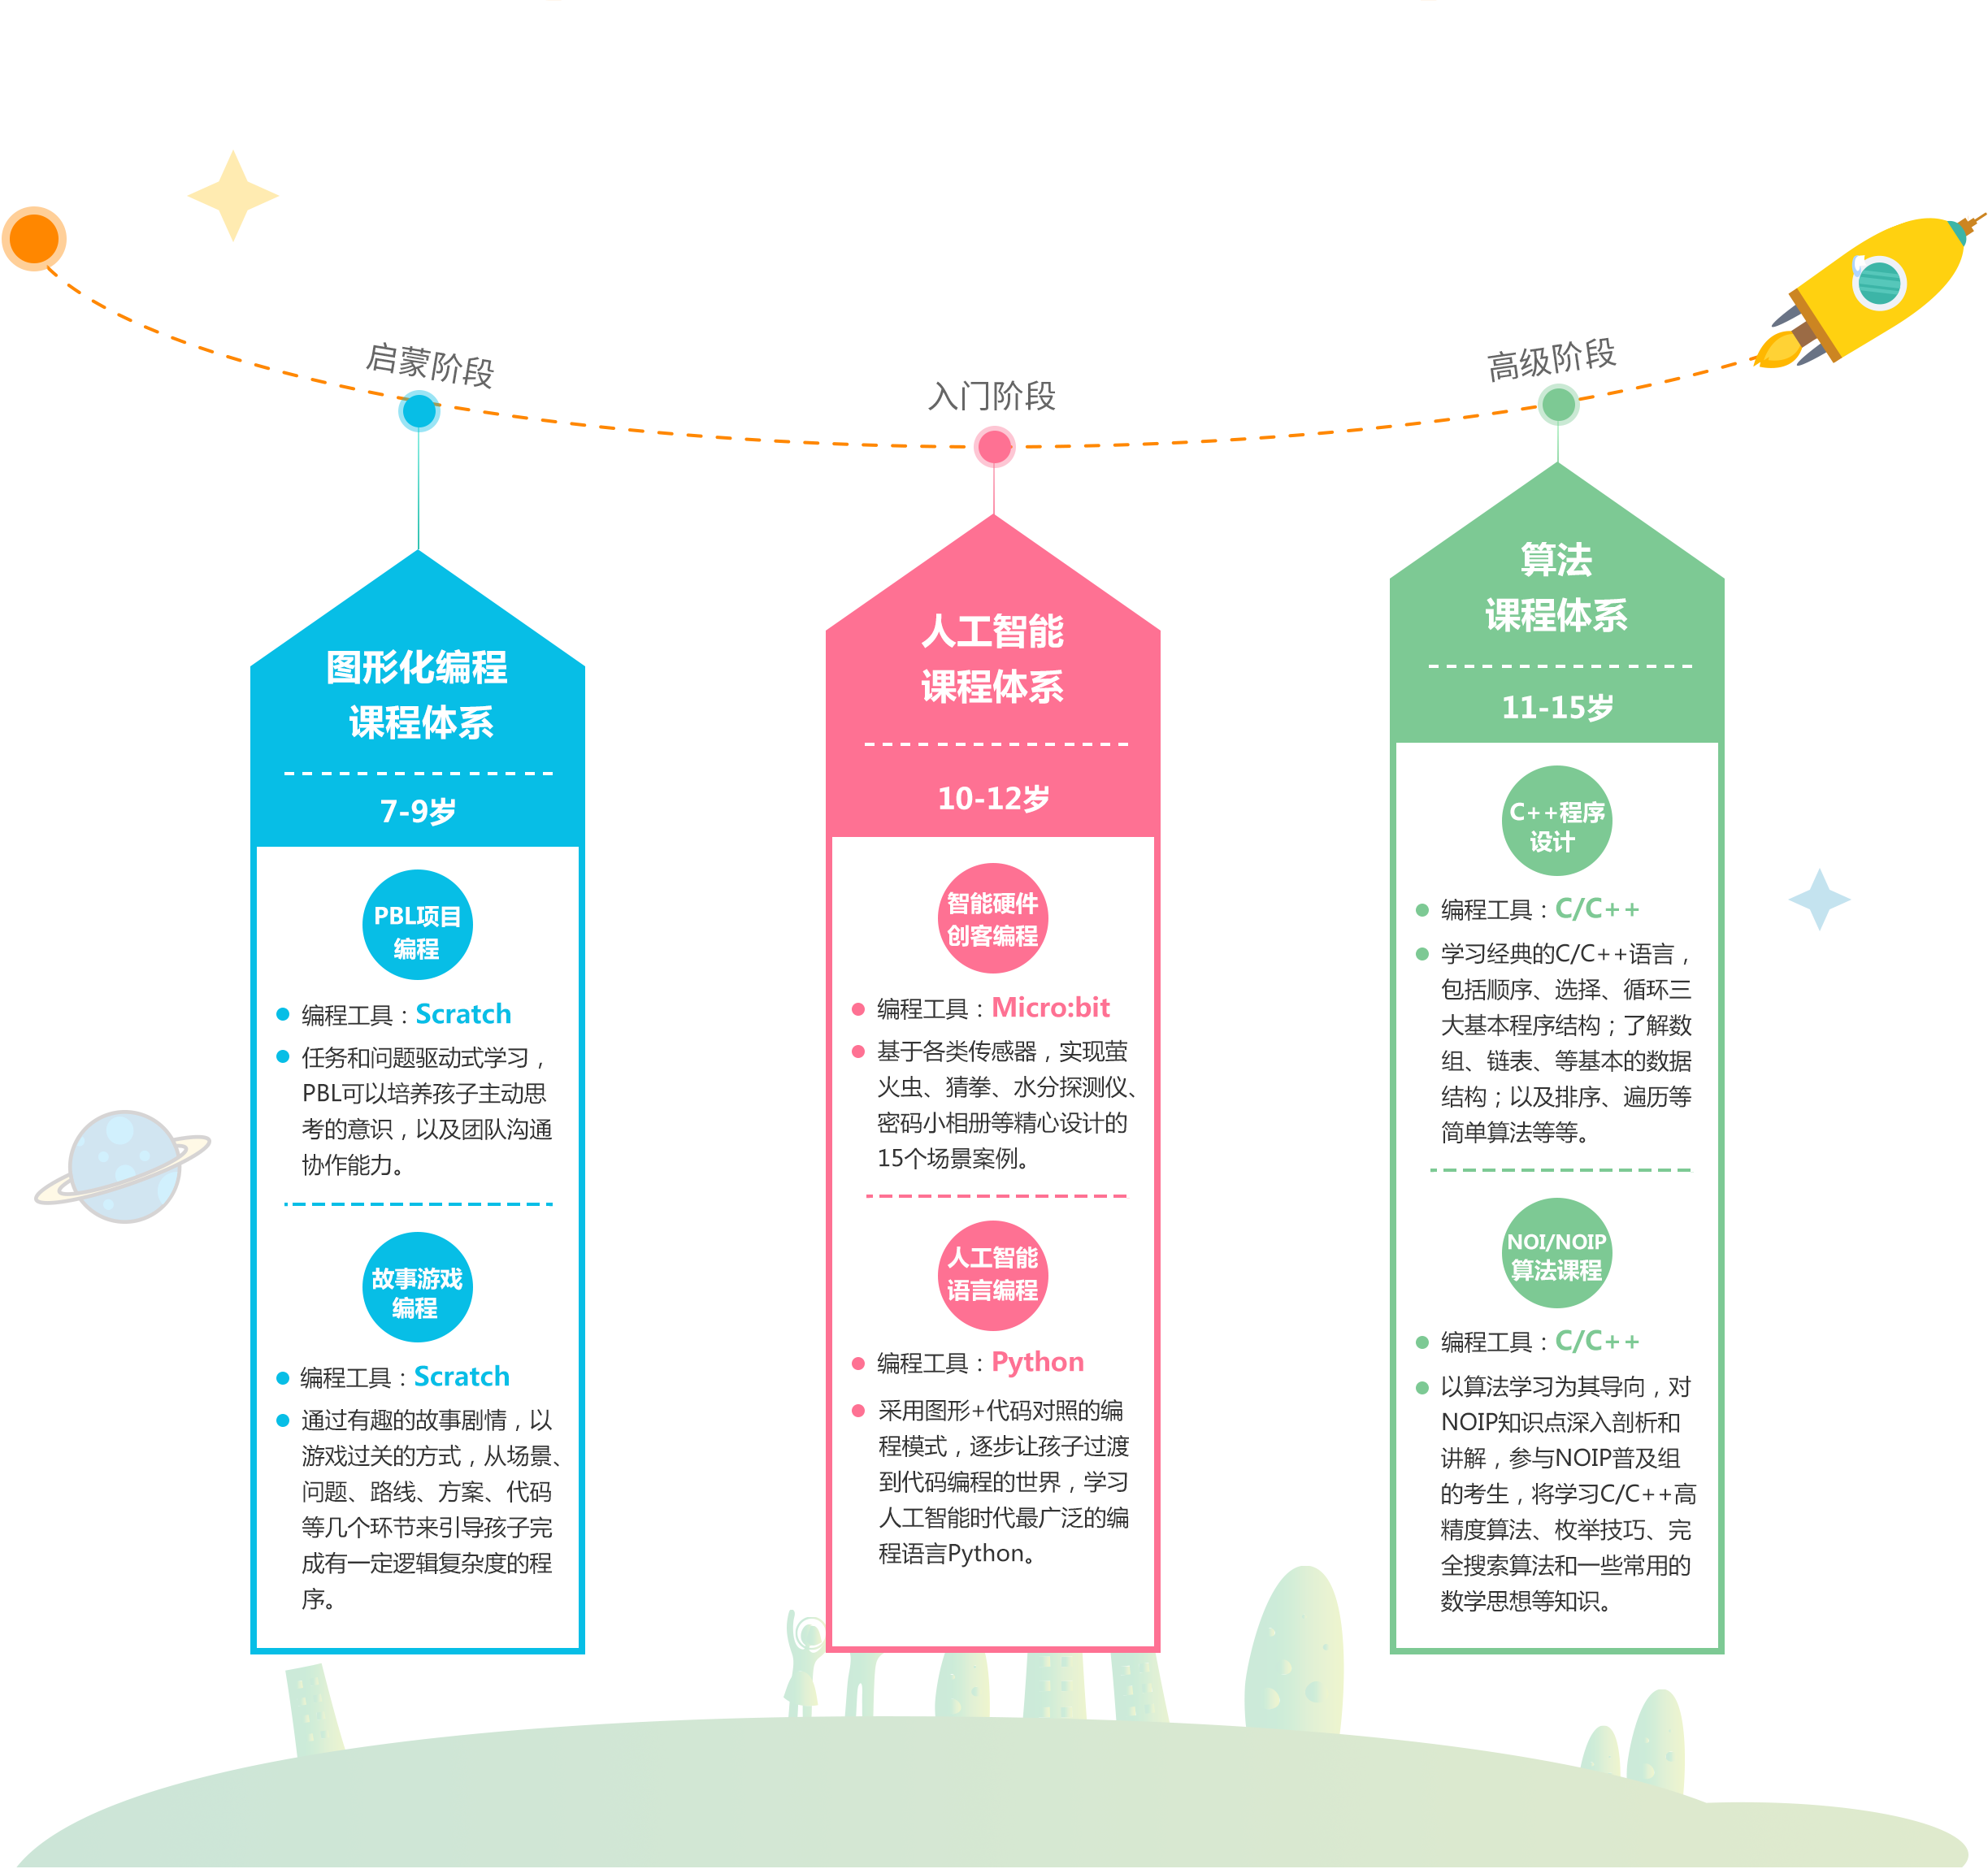 启蒙阶段
图形化编程
课程体系
7-9岁
PBL项目
编程
编程工具：Scratch
任务和问题驱动式学习，
PBL可以培养孩子主动思
考的意识，以及团队沟通
协作能力。
故事游戏
编程
编程工具：Scratch
通过有趣的故事剧情，以
游戏过关的方式，从场景、
问题、路线、方案、代码
等几个环节来引导孩子完
成有一定逻辑复杂度的程
序。
入门阶段
人工智能
课程体系
10-12岁
智能硬件
创客编程
编程工具：Micro:bit
基于各类传感器，实现萤
火虫、猜拳、水分探测仪、
密码小相册等精心设计的
15个场景案例。
人工智能
语言编程
编程工具：Python
采用图形+代码对照的编
程模式，逐步让孩子过渡
到代码编程的世界，学习
人工智能时代最广泛的编
程语言Python。
高级阶段
算法
课程体系
11-15岁
C++程序
设计
编程工具：C/C++
学习经典的C/C++语言，
包括顺序、选择、循环三
大基本程序结构；了解数
组、链表、等基本的数据
结构；以及排序、遍历等
简单算法等等。
NOI/NOIP
算法课程
编程工具：C/C++
以算法学习为其导向，对
NOIP知识点深入剖析和
讲解，参与NOIP普及组
的考生，将学习C/C++高
精度算法、枚举技巧、完
全搜索算法和一些常用的
数学思想等知识。